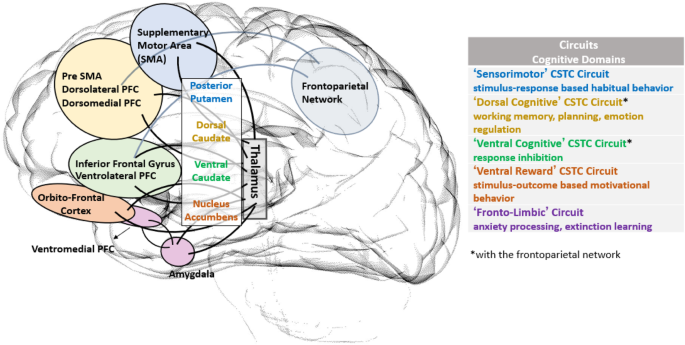 Supplementary
Motor Area
(SMA)
Pre SMA
Dorsolateral PFC
Dorsomedial PFC
Frontoparietal
Network
Posterior
Putamen
Dorsal
Caudate
Ventral
Caudate
Nucleus
Accumbens
Thalamus
Inferior Frontal Gyrus
Ventrolateral PFC
Orbito-Frontal
Cortex
Ventromedial PFC
Amygdala
Circuits
Cognitive Domains
‘Sensorimotor’ CSTC Circuit
stimulus-response based habitual behavior
‘Dorsal Cognitive’ CSTC Circuit*
working memory, planning, emotion
regulation
‘Ventral Cognitive’ CSTC Circuit*
response inhibition
‘Ventral Reward’ CSTC Circuit
stimulus-outcome based motivational
behavior
‘Fronto-Limbic’ Circuit
anxiety processing, extinction learning
*with the frontoparietal network